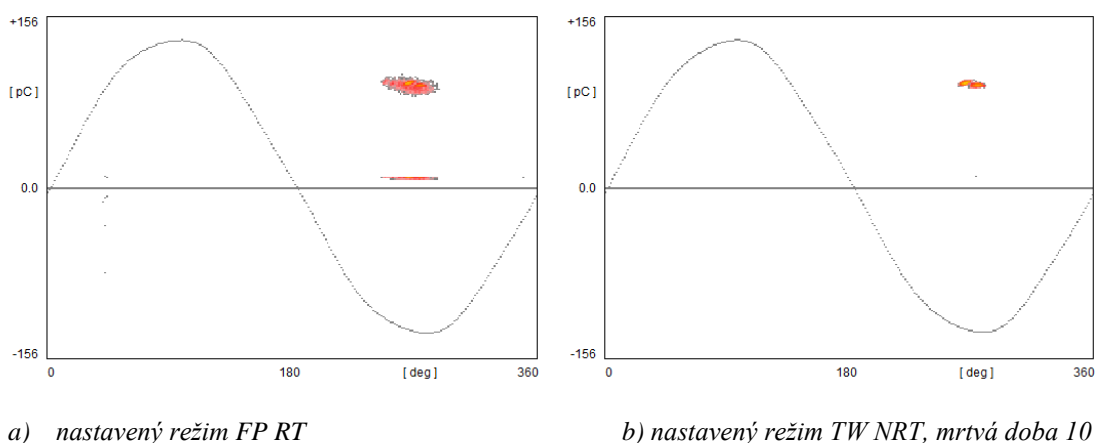 +156
[ pC ]
0.0
-156
0
180
[ deg ]
360
+156
[ pC ]
0.0
-156
0
180
[ deg ]
360
a) nastavený režim FP RT
b) nastavený režim TW NRT, mrtvá doba 10